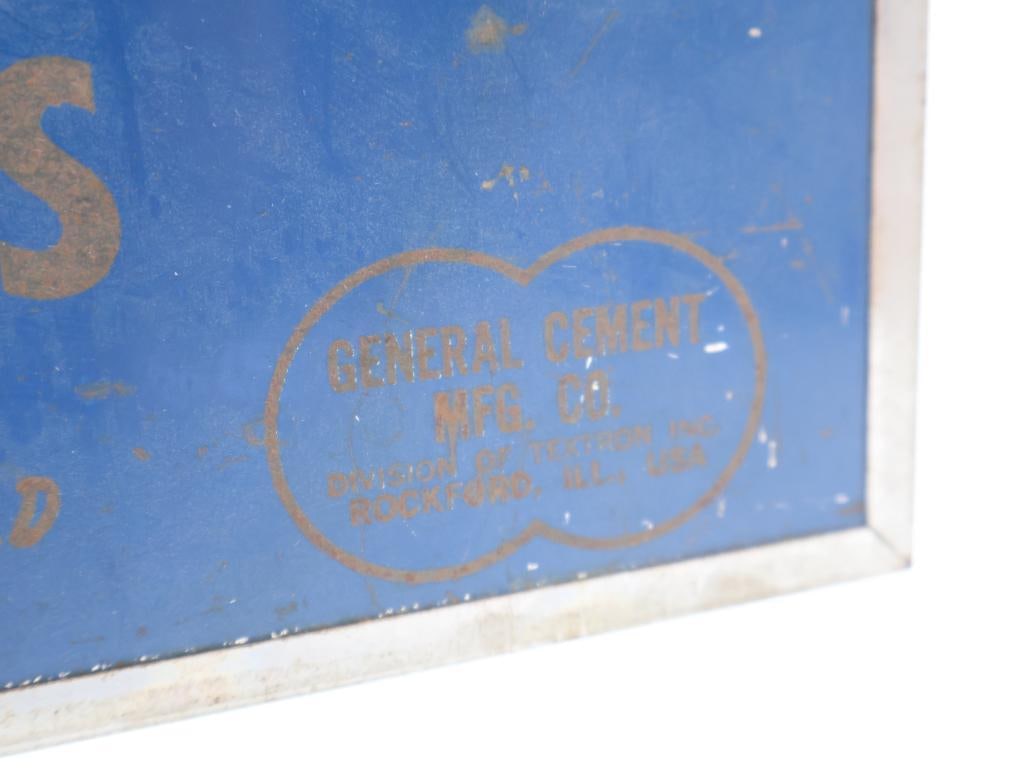 S
D
GENERAL CEMENT
MFG. CO.
DIVISION OF TEXTRON INC.
ROCKFORD, ILL., USA